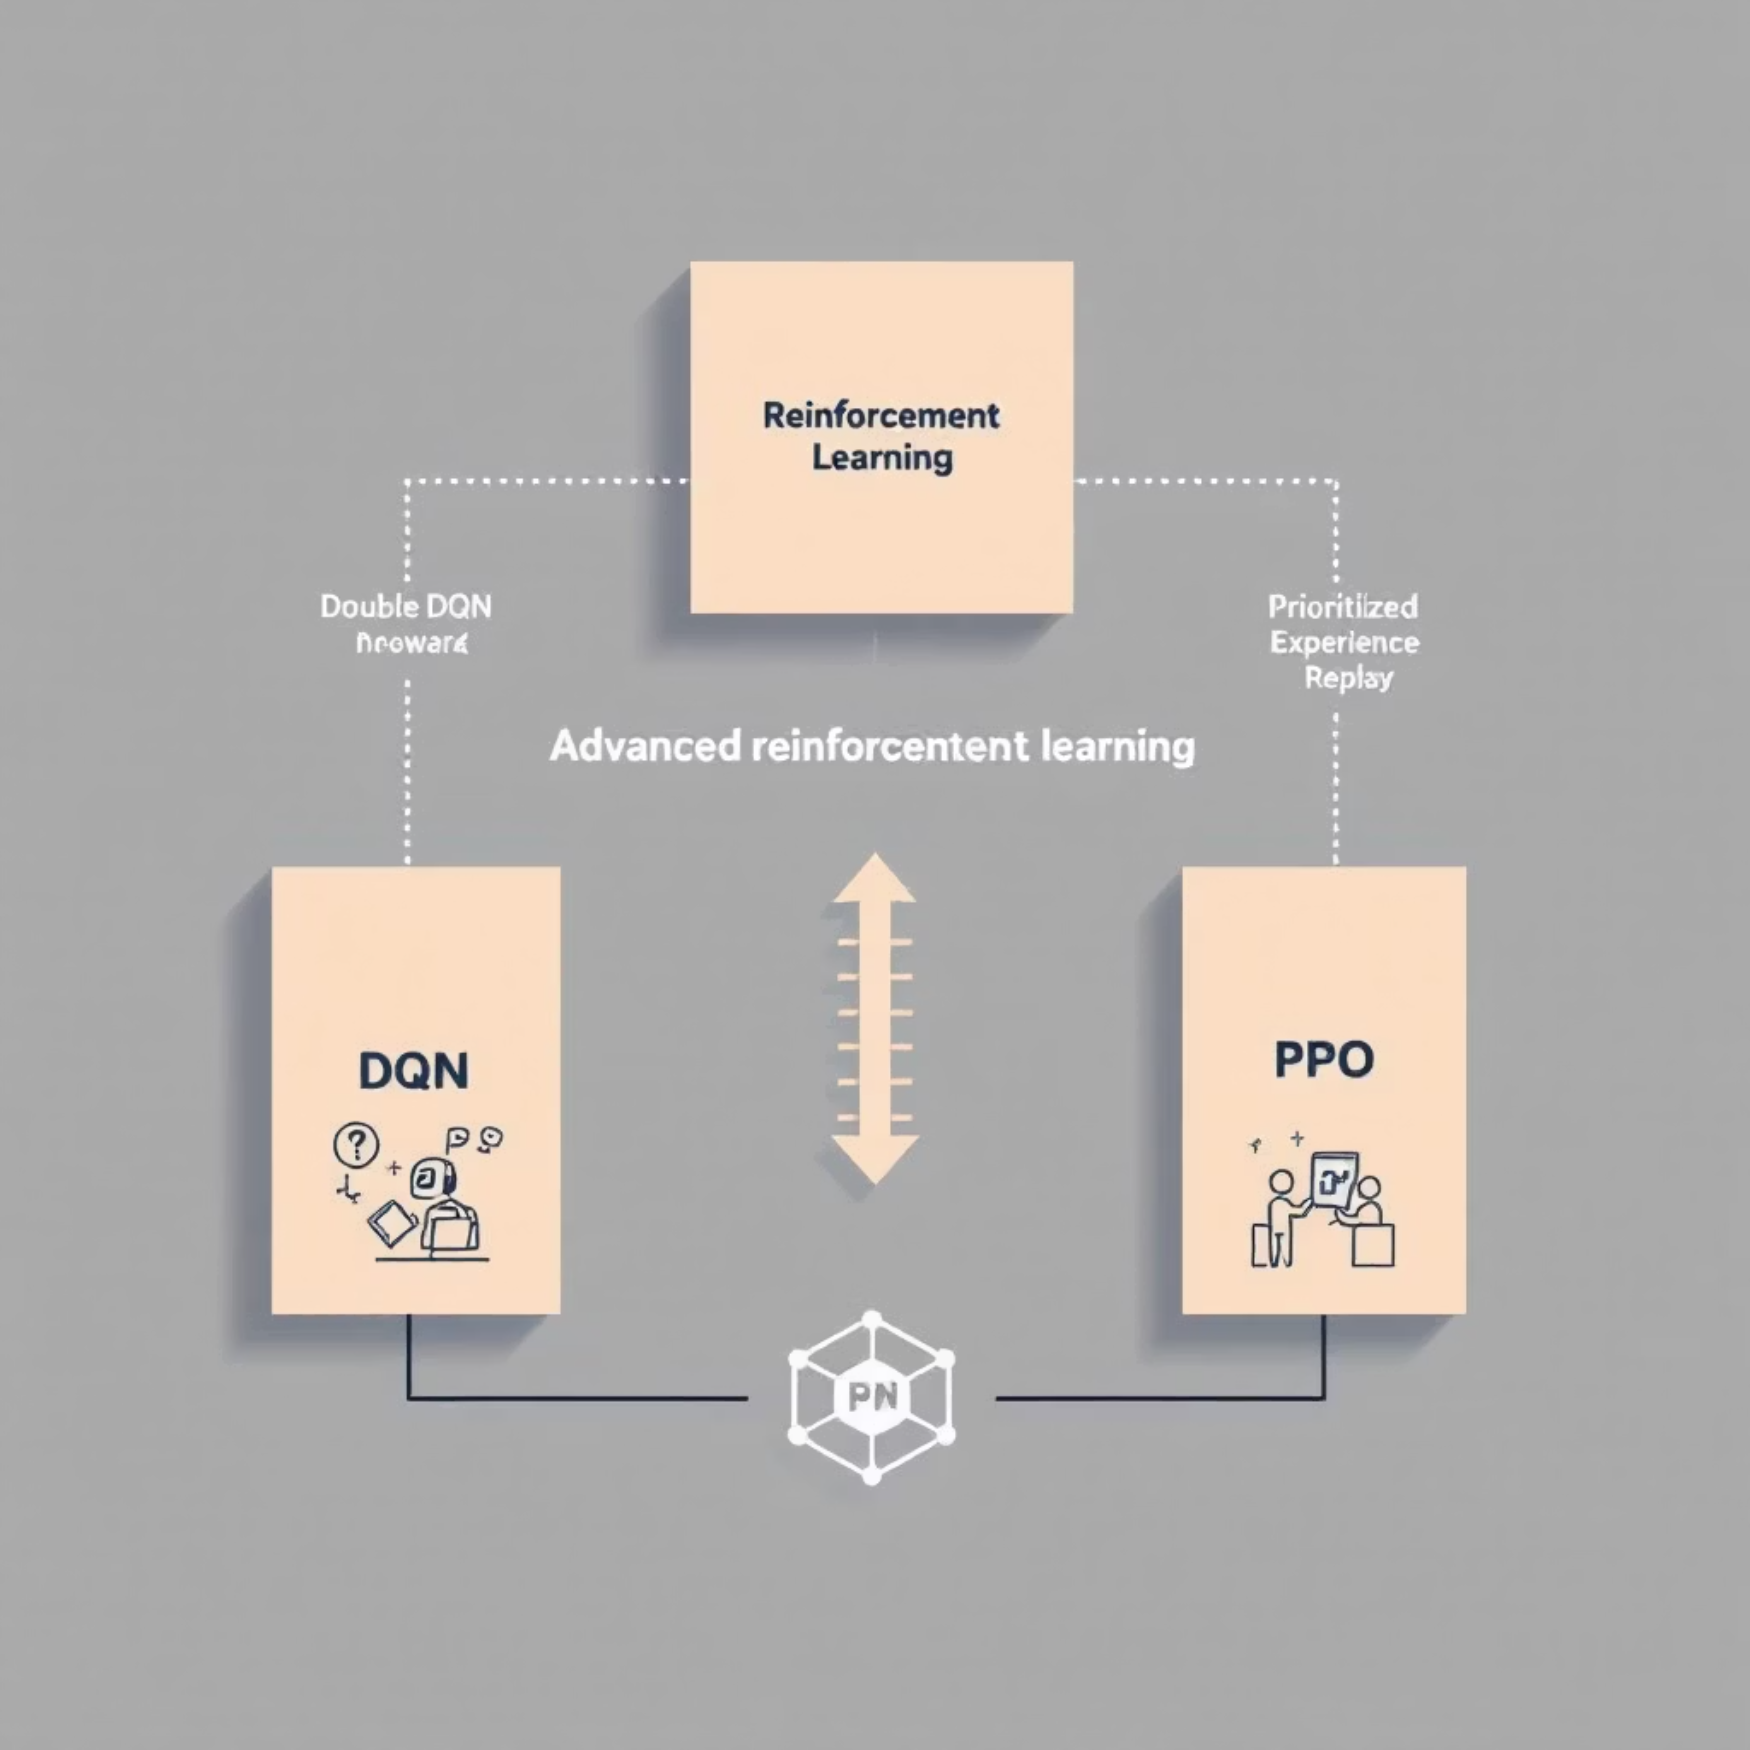 Reinforcement
Learning
Double DQN
Prioritized
Experience
Replay
Advanced reinforcentent learning
DQN
PPO
?
PN